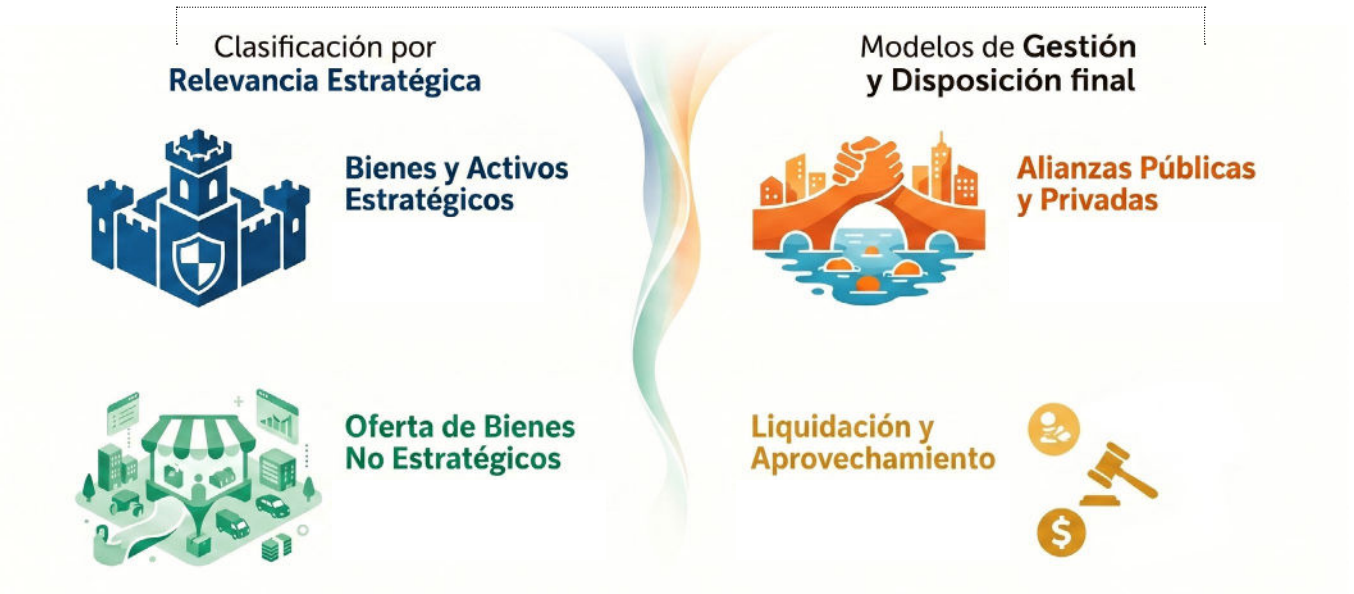 Clasificación por
Relevancia Estratégica
Bienes y Activos
Estratégicos
Oferta de Bienes
No Estratégicos
Modelos de Gestión
y Disposición final
Alianzas Públicas
y Privadas
Liquidación y
Aprovechamiento
$